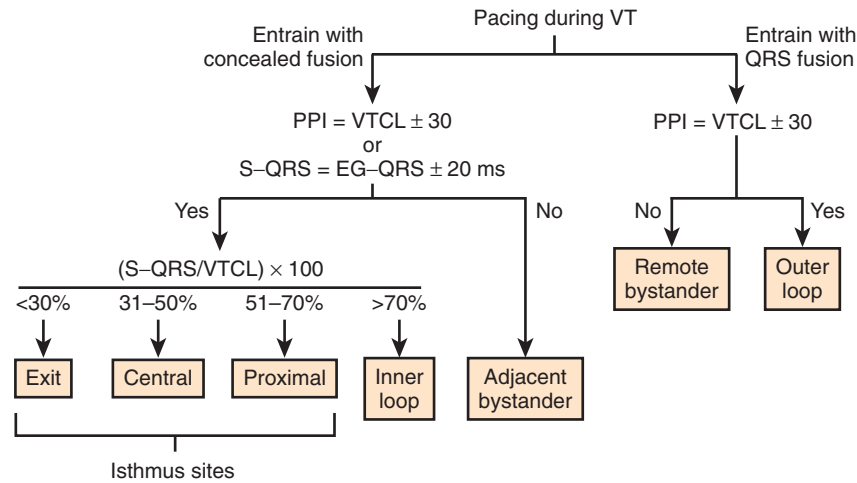 Pacing during VT
Entrain with
concealed fusion
Entrain with
QRS fusion
PPI = VTCL ± 30
or
S–QRS = EG–QRS ± 20 ms
PPI = VTCL ± 30
Yes
No
No
Yes
(S–QRS/VTCL) × 100
Remote
bystander
Outer
loop
<30%
31–50%
51–70%
>70%
Exit
Central
Proximal
Inner
loop
Adjacent
bystander
Isthmus sites